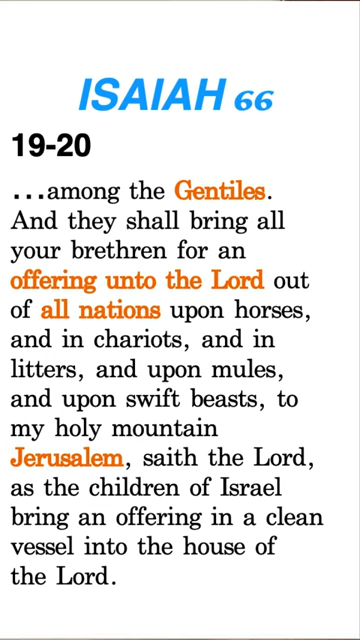 ISAIAH 66
19-20
...among the Gentiles.
And they shall bring all
your brethren for an
offering unto the Lord out
of all nations upon horses,
and in chariots, and in
litters, and upon mules,
and upon swift beasts, to
my holy mountain
Jerusalem, saith the Lord,
as the children of Israel
bring an offering in a clean
vessel into the house of
the Lord.